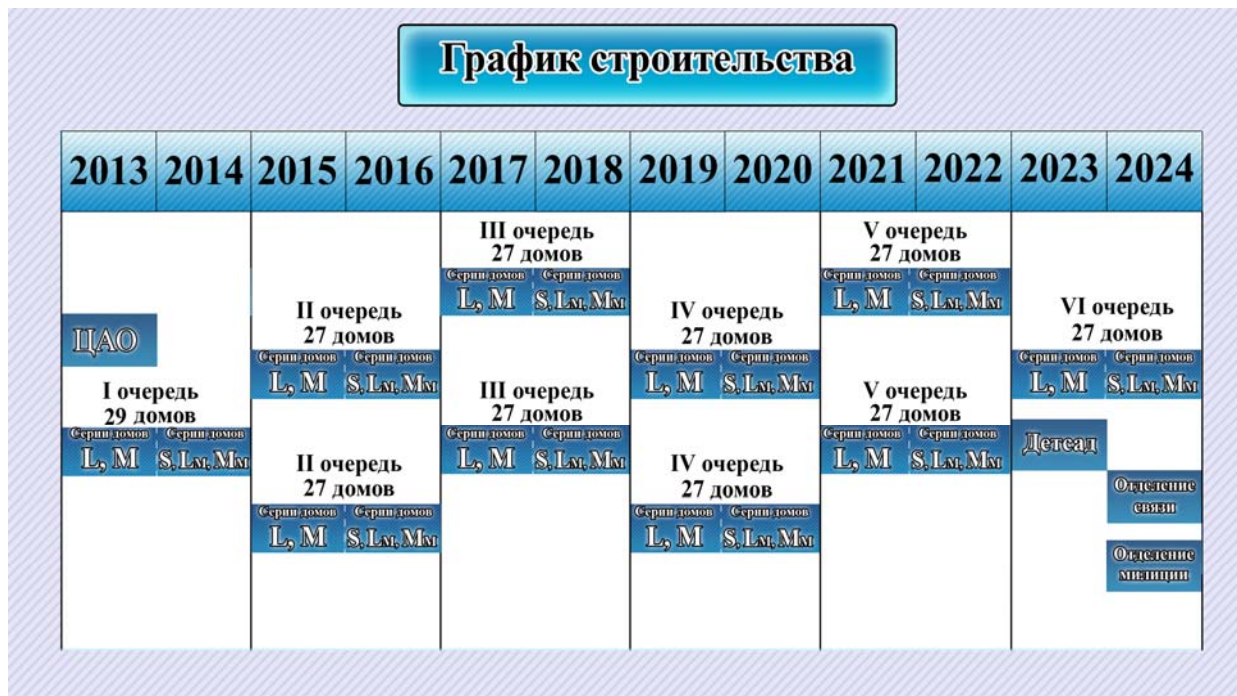 График строительства
2013 2014 2015 2016 2017 2018 2019 2020 2021 2022 2023 2024
ЦАО
I очередь
29 домов
Серии домов Серии домов
L, M S, LM, MM
II очередь
27 домов
Серии домов Серии домов
L, M S, LM, MM
II очередь
27 домов
Серии домов Серии домов
L, M S, LM, MM
III очередь
27 домов
Серии домов Серии домов
L, M S, LM, MM
III очередь
27 домов
Серии домов Серии домов
L, M S, LM, MM
IV очередь
27 домов
Серии домов Серии домов
L, M S, LM, MM
IV очередь
27 домов
Серии домов Серии домов
L, M S, LM, MM
V очередь
27 домов
Серии домов Серии домов
L, M S, LM, MM
V очередь
27 домов
Серии домов Серии домов
L, M S, LM, MM
VI очередь
27 домов
Серии домов Серии домов
L, M S, LM, MM
Детсад
Отделение
связи
Отделение
милиции